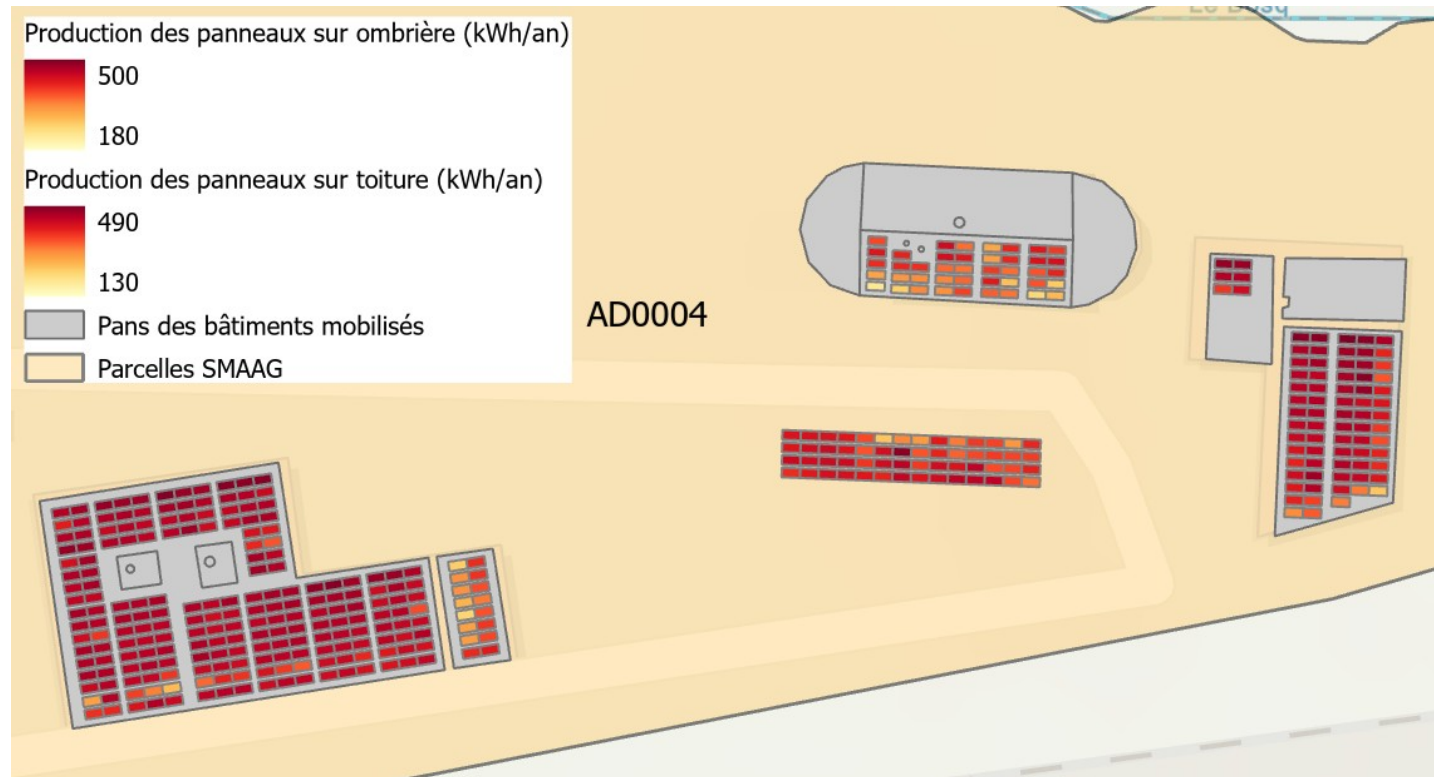 Production des panneaux sur ombrière (kWh/an)
500
180
Production des panneaux sur toiture (kWh/an)
490
130
Pans des bâtiments mobilisés
Parcelles SMAAG
AD0004